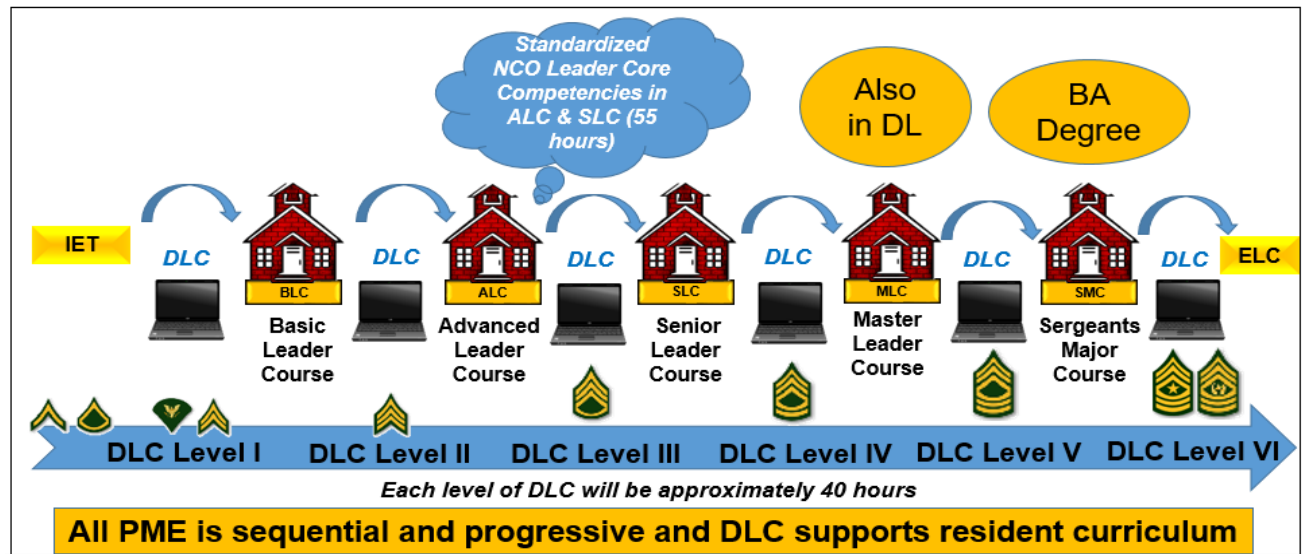 Standardized
NCO Leader Core
Competencies in
ALC & SLC (55
hours)
Also
in DL
BA
Degree
IET
DLC
DLC
DLC
DLC
DLC
DLC
ELC
BLC
ALC
SLC
MLC
SMC
Basic
Leader
Course
Advanced
Leader
Course
Senior
Leader
Course
Master
Leader
Course
Sergeants
Major
Course
DLC Level I
DLC Level II
DLC Level III
DLC Level IV
DLC Level V
DLC Level VI
Each level of DLC will be approximately 40 hours
All PME is sequential and progressive and DLC supports resident curriculum